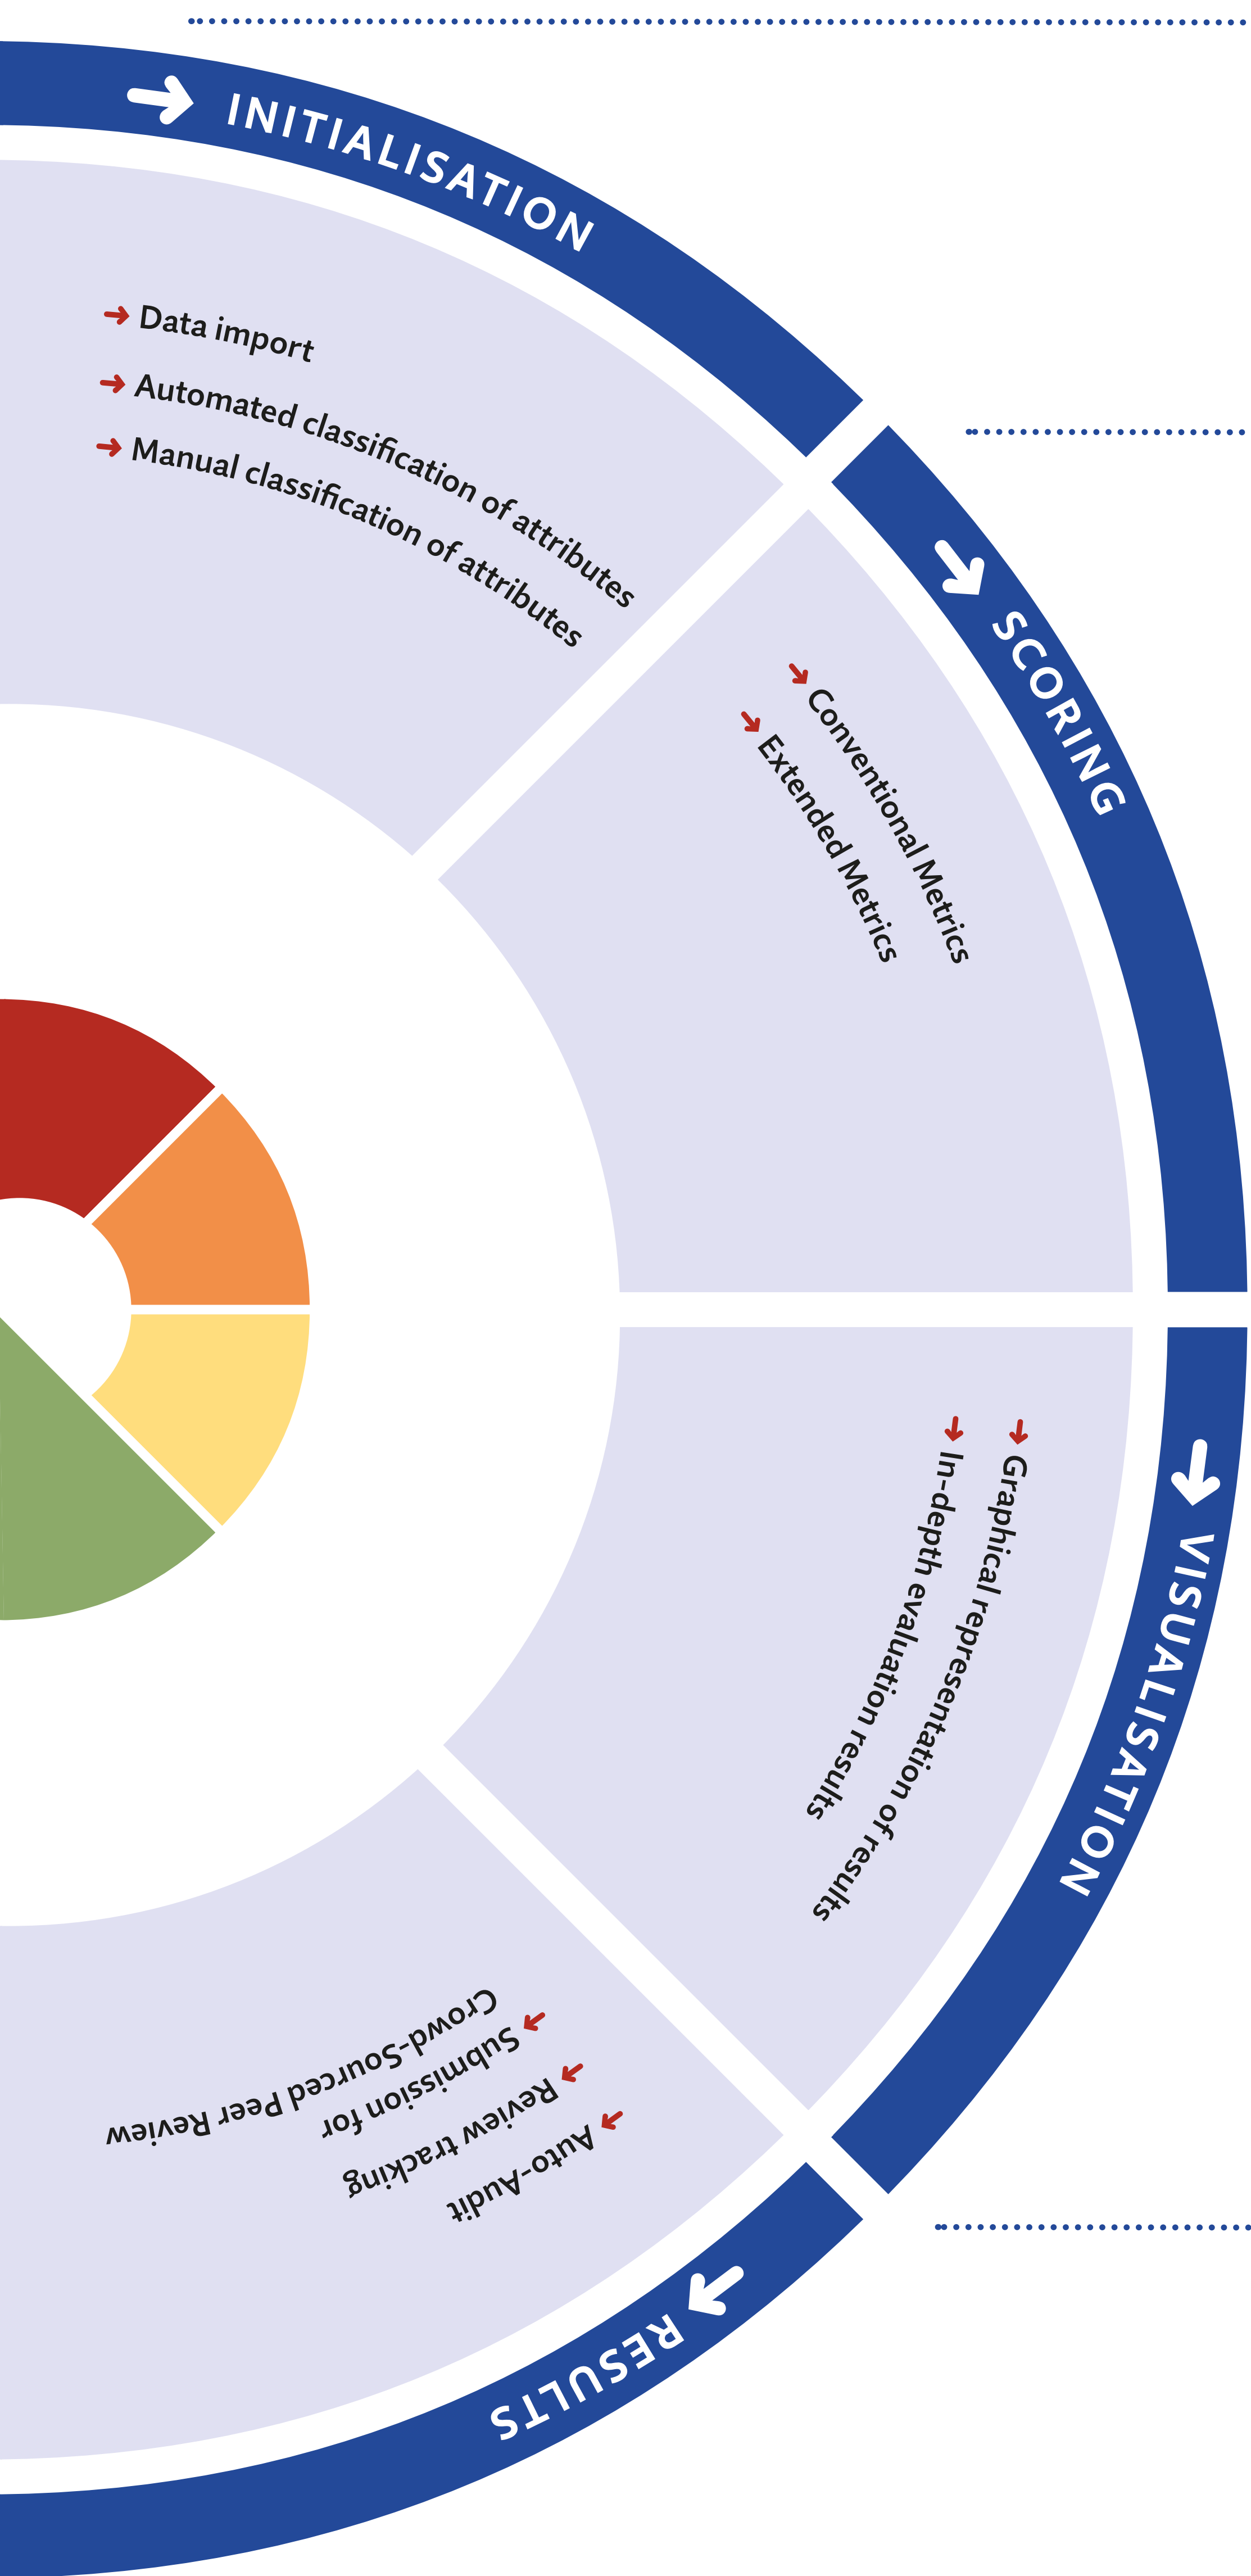 INITIALISATION
Data import
Automated classification of attributes
Manual classification of attributes
SCORING
Conventional Metrics
Extended Metrics
VISUALISATION
Graphical representation of results
In-depth evaluation results
RESULTS
Auto-Audit
Review tracking
Submission for
Crowd-Sourced Peer Review